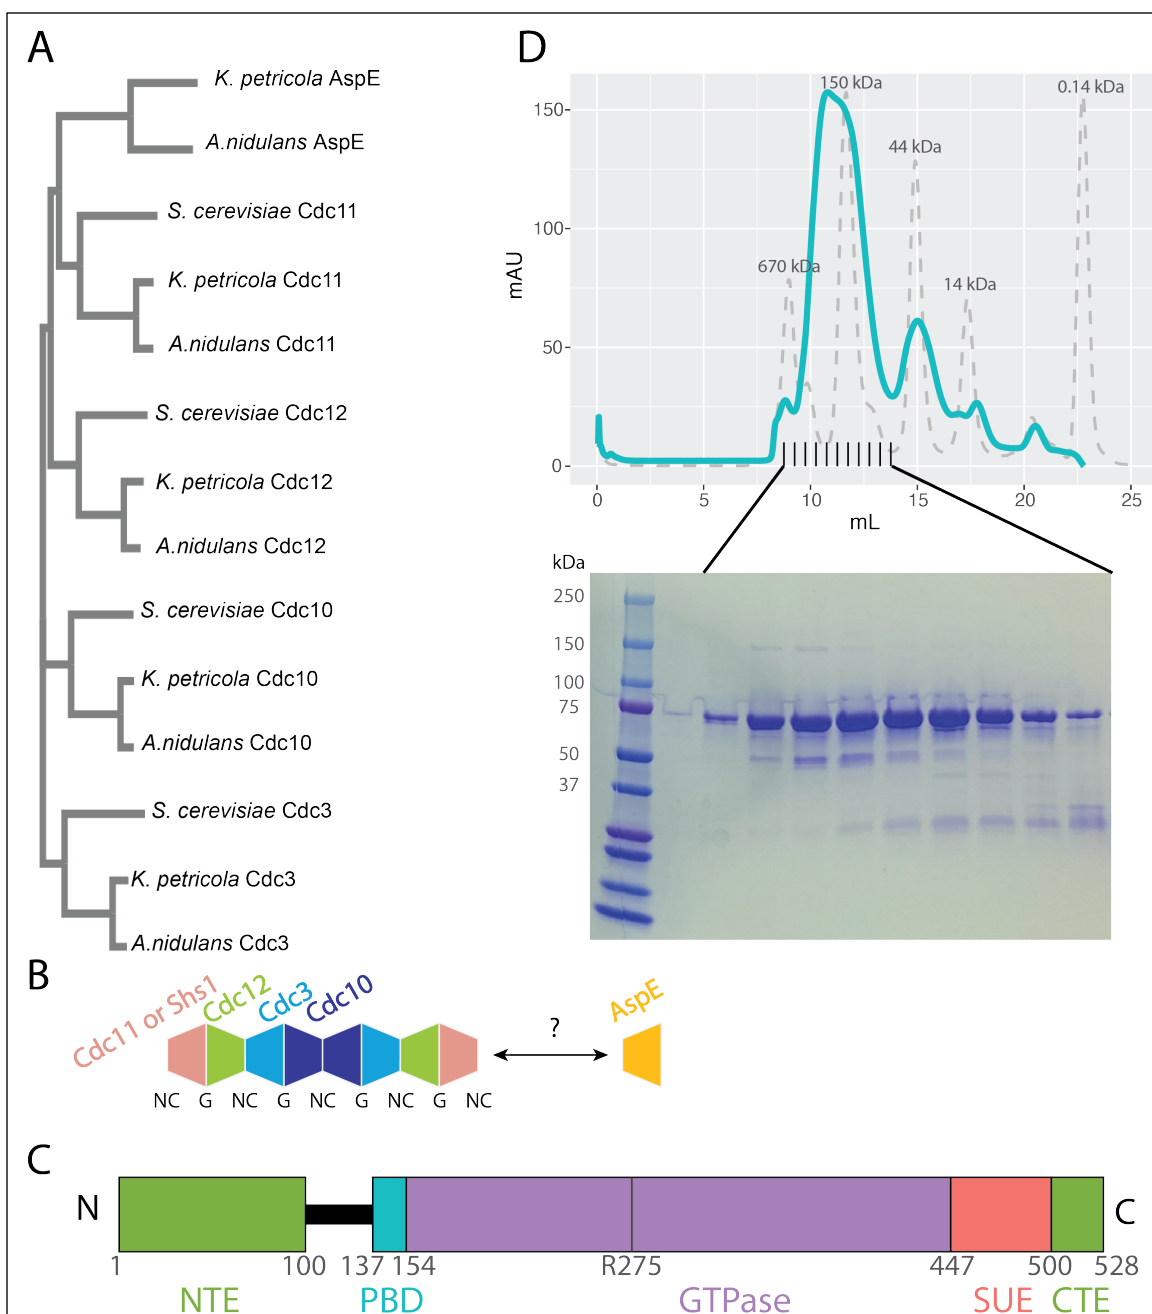 A
K. petricola AspE
A.nidulans AspE
S. cerevisiae Cdc11
K. petricola Cdc11
A.nidulans Cdc11
S. cerevisiae Cdc12
K. petricola Cdc12
A.nidulans Cdc12
S. cerevisiae Cdc10
K. petricola Cdc10
A.nidulans Cdc10
S. cerevisiae Cdc3
K. petricola Cdc3
A.nidulans Cdc3
D
150 kDa
0.14 kDa
44 kDa
670 kDa
14 kDa
mAU
150
100
50
0
0 5 10 15 20 25
mL
kDa
250
150
100
75
50
37
B
Cdc11 or Shs1
Cdc12
Cdc3
Cdc10
?
AspE
NC G NC G NC G NC G NC
C
N
C
1 100 137 154 R275 447 500 528
NTE PBD GTPase SUE CTE